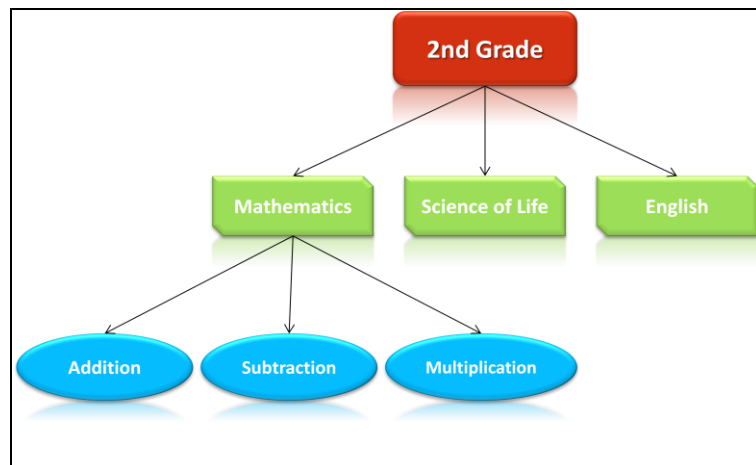 2nd Grade
Mathematics
Science of Life
English
Addition
Subtraction
Multiplication